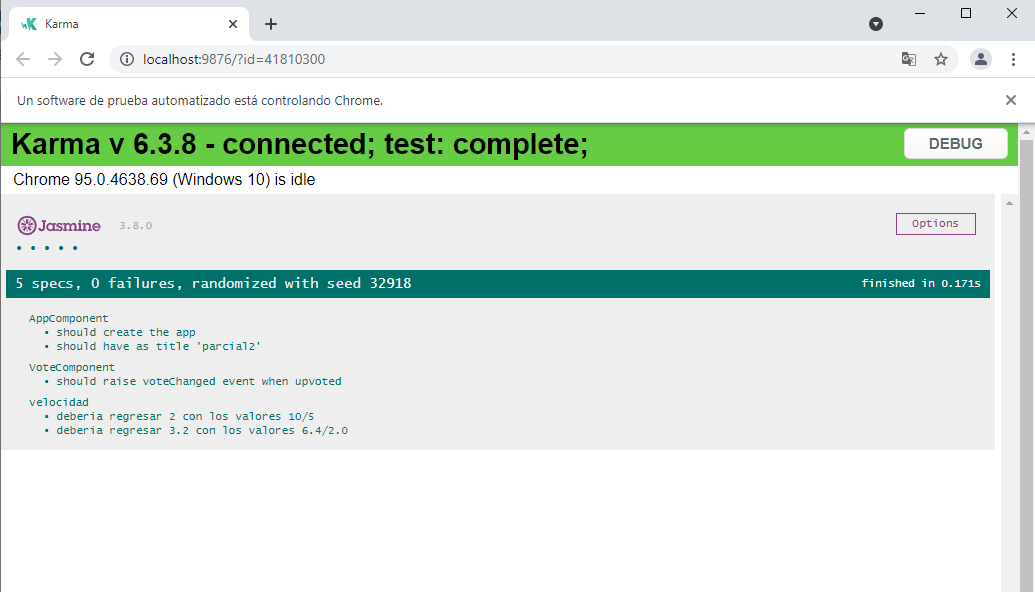 Karma
localhost:9876/?id=41810300
Un software de prueba automatizado está controlando Chrome.
Karma v 6.3.8 - connected; test: complete;
DEBUG
Chrome 95.0.4638.69 (Windows 10) is idle
Jasmine 3.8.0
Options
5 specs, 0 failures, randomized with seed 32918
finished in 0.171s
AppComponent
• should create the app
• should have as title 'parcial2'
VoteComponent
• should raise voteChanged event when upvoted
velocidad
• deberia regresar 2 con los valores 10/5
• deberia regresar 3.2 con los valores 6.4/2.0